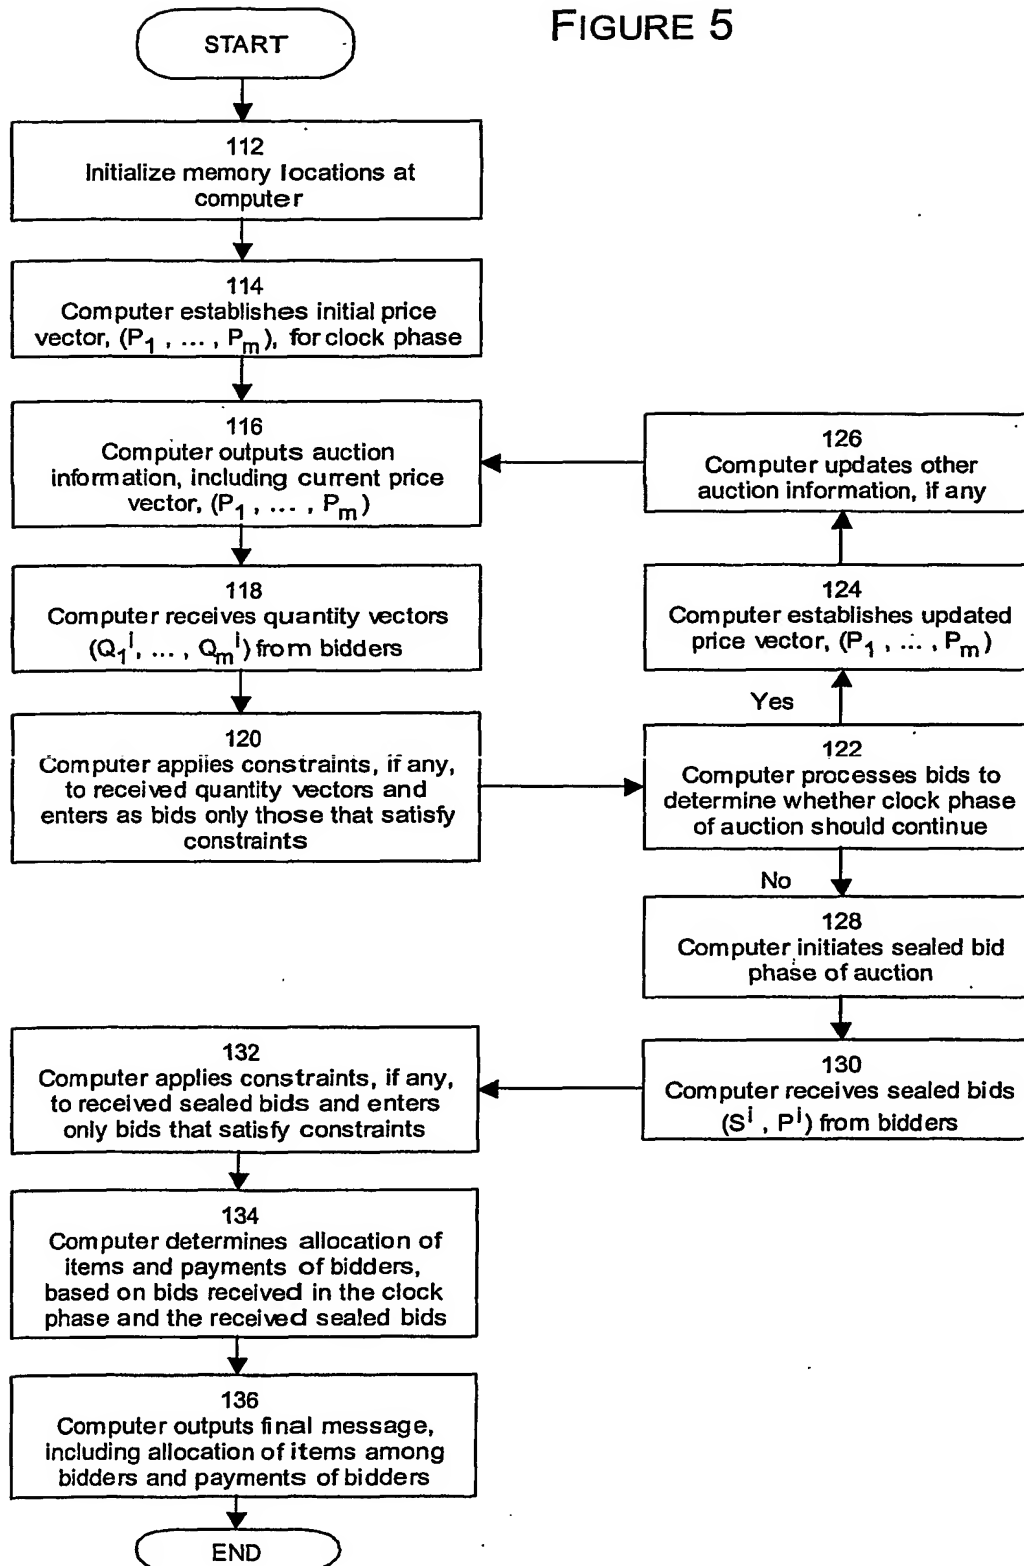 FIGURE 5
START
112
Initialize memory locations at
computer
114
Computer establishes initial price
vector, (P1 , ... , Pm), for clock phase
116
Computer outputs auction
information, including current price
vector, (P1 , ... , Pm)
118
Computer receives quantity vectors
(Q1^i, ... , Qm^i) from bidders
120
Computer applies constraints, if any,
to received quantity vectors and
enters as bids only those that satisfy
constraints
122
Computer processes bids to
determine whether clock phase
of auction should continue
Yes
124
Computer establishes updated
price vector, (P1 , ... , Pm)
126
Computer updates other
auction information, if any
No
128
Computer initiates sealed bid
phase of auction
130
Computer receives sealed bids
(S^i , P^i) from bidders
132
Computer applies constraints, if any,
to received sealed bids and enters
only bids that satisfy constraints
134
Computer determines allocation of
items and payments of bidders,
based on bids received in the clock
phase and the received sealed bids
136
Computer outputs final message,
including allocation of items among
bidders and payments of bidders
END